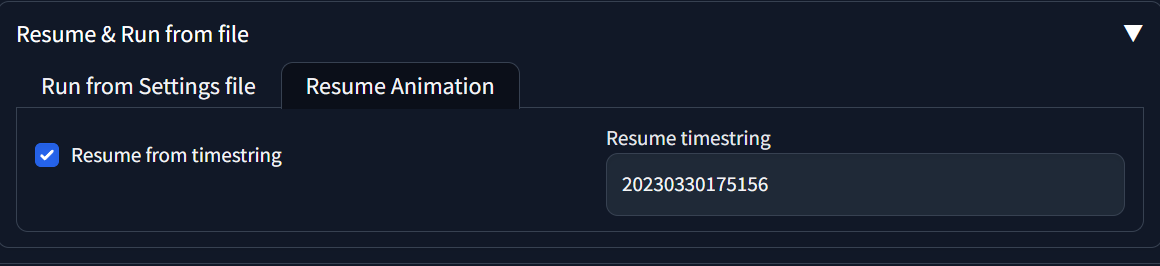 Resume & Run from file
Run from Settings file
Resume Animation
Resume from timestring
Resume timestring
20230330175156